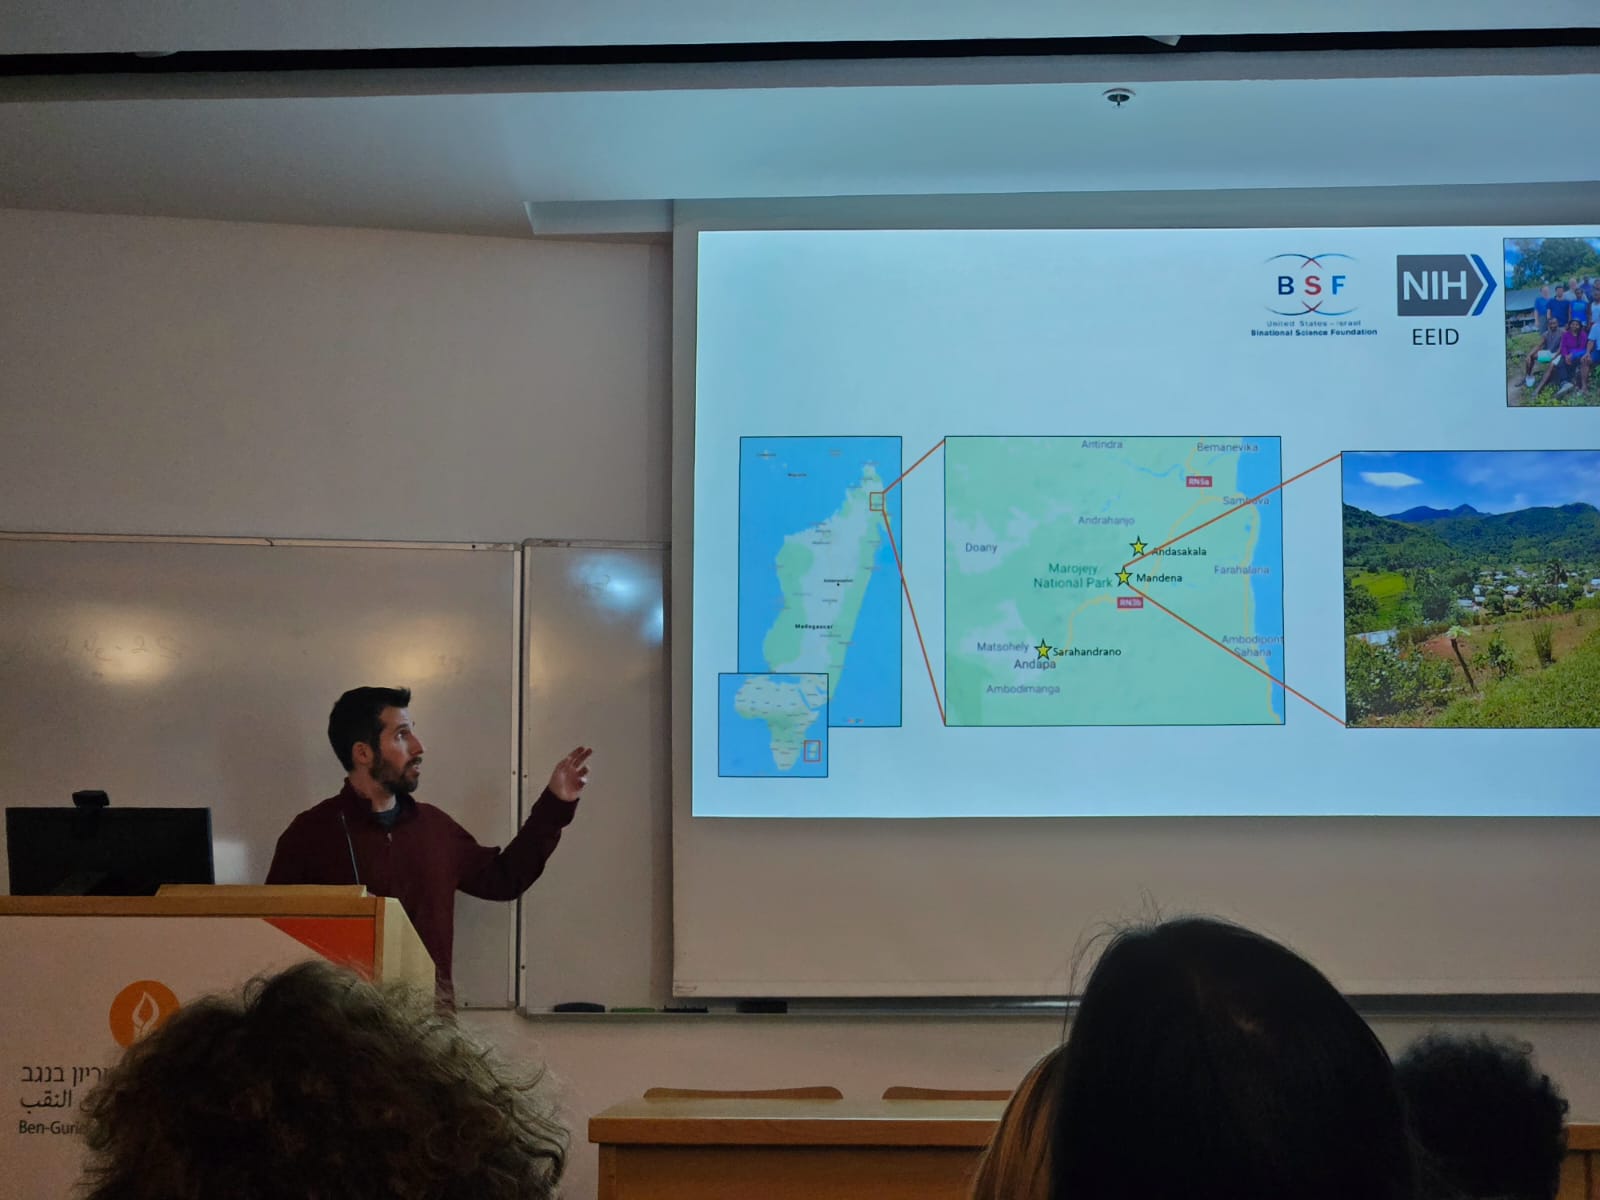 BSF
United States – Israel
Binational Science Foundation
NIH
EEID
Madagascar
Antindra
Bemanevika
RN5a
Sambava
Andrahanjo
Doany
Andasakala
Marojejy
National Park
Mandena
Farahalana
RN3b
Matsohely
Sarahandrano
Andapa
Ambodimanga
Ambodipont
Sahana
ריון בנגב
النقب
Ben-Guri